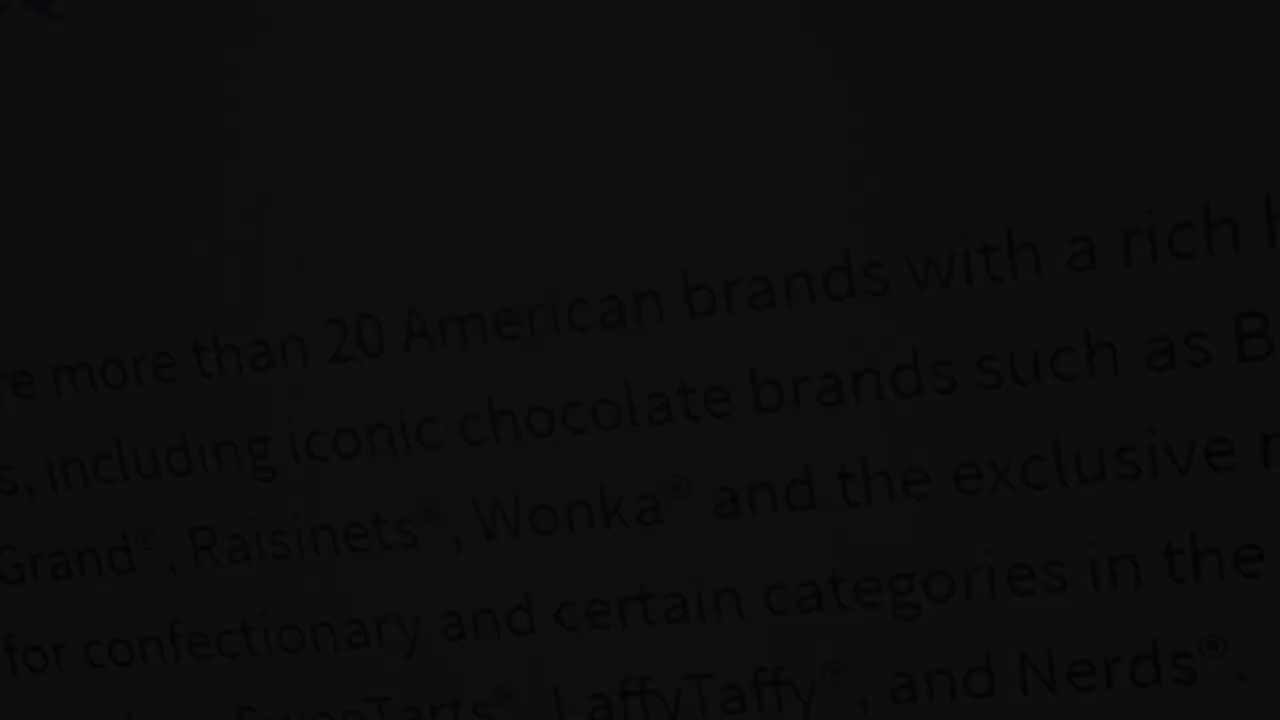 re more than 20 American brands with a rich
s, including iconic chocolate brands such as B
Grand®, Raisinets®, Wonka® and the exclusive r
for confectionary and certain categories in the
SweeTarts®, LaffyTaffy®, and Nerds®.